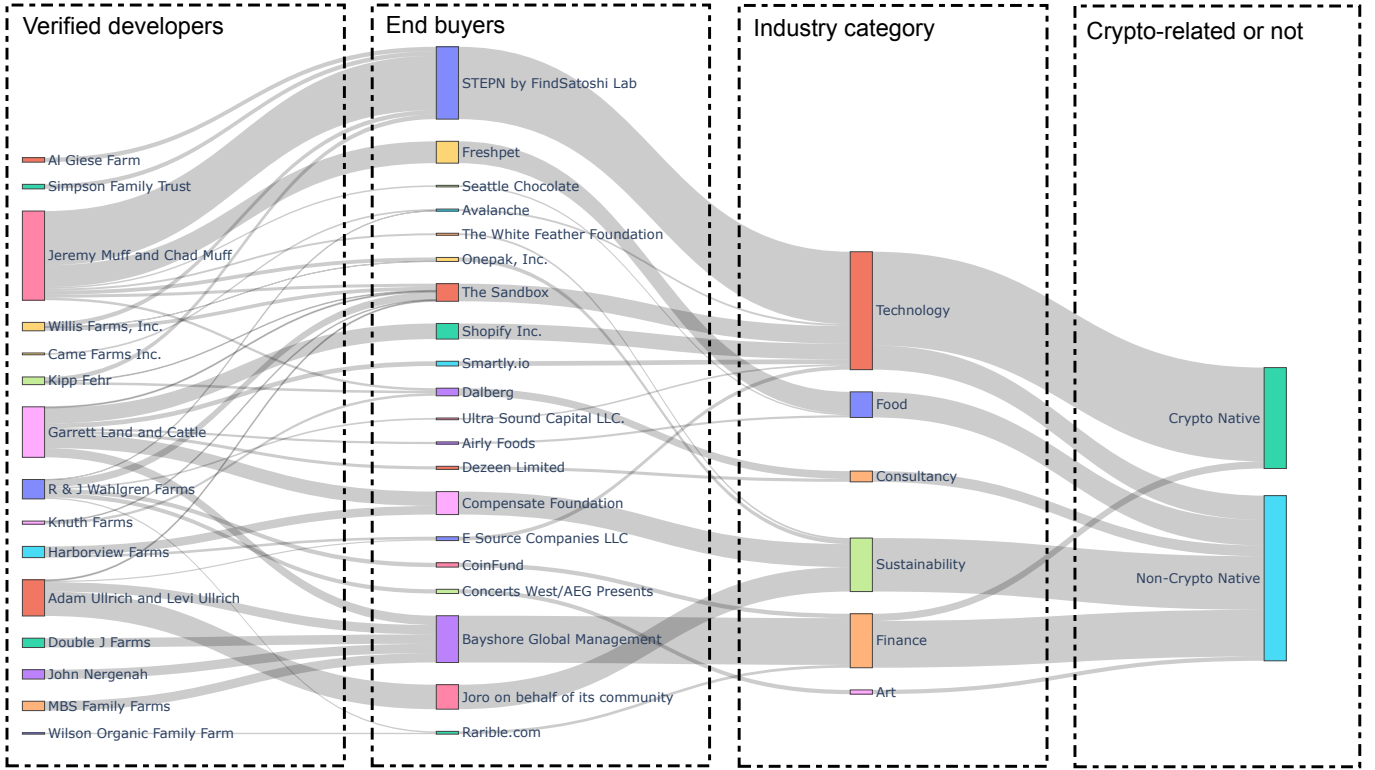 Verified developers
End buyers
Industry category
Crypto-related or not
Al Giese Farm
Simpson Family Trust
Jeremy Muff and Chad Muff
Willis Farms, Inc.
Came Farms Inc.
Kipp Fehr
Garrett Land and Cattle
R & J Wahlgren Farms
Knuth Farms
Harborview Farms
Adam Ullrich and Levi Ullrich
Double J Farms
John Nergenah
MBS Family Farms
Wilson Organic Family Farm
STEPN by FindSatoshi Lab
Freshpet
Seattle Chocolate
Avalanche
The White Feather Foundation
Onepak, Inc.
The Sandbox
Shopify Inc.
Smartly.io
Dalberg
Ultra Sound Capital LLC.
Airly Foods
Dezeen Limited
Compensate Foundation
E Source Companies LLC
CoinFund
Concerts West/AEG Presents
Bayshore Global Management
Joro on behalf of its community
Rarible.com
Technology
Food
Consultancy
Sustainability
Finance
Art
Crypto Native
Non-Crypto Native